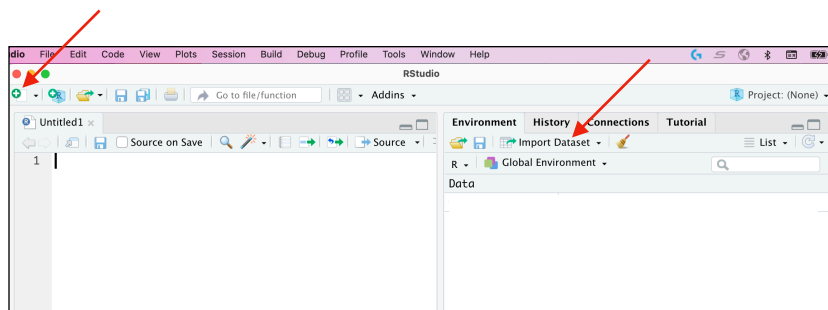 dio File Edit Code View Plots Session Build Debug Profile Tools Window Help
RStudio
Go to file/function Addins Project: (None)
Untitled1 Environment History Connections Tutorial
Source on Save Source Import Dataset List
1 R Global Environment
Data